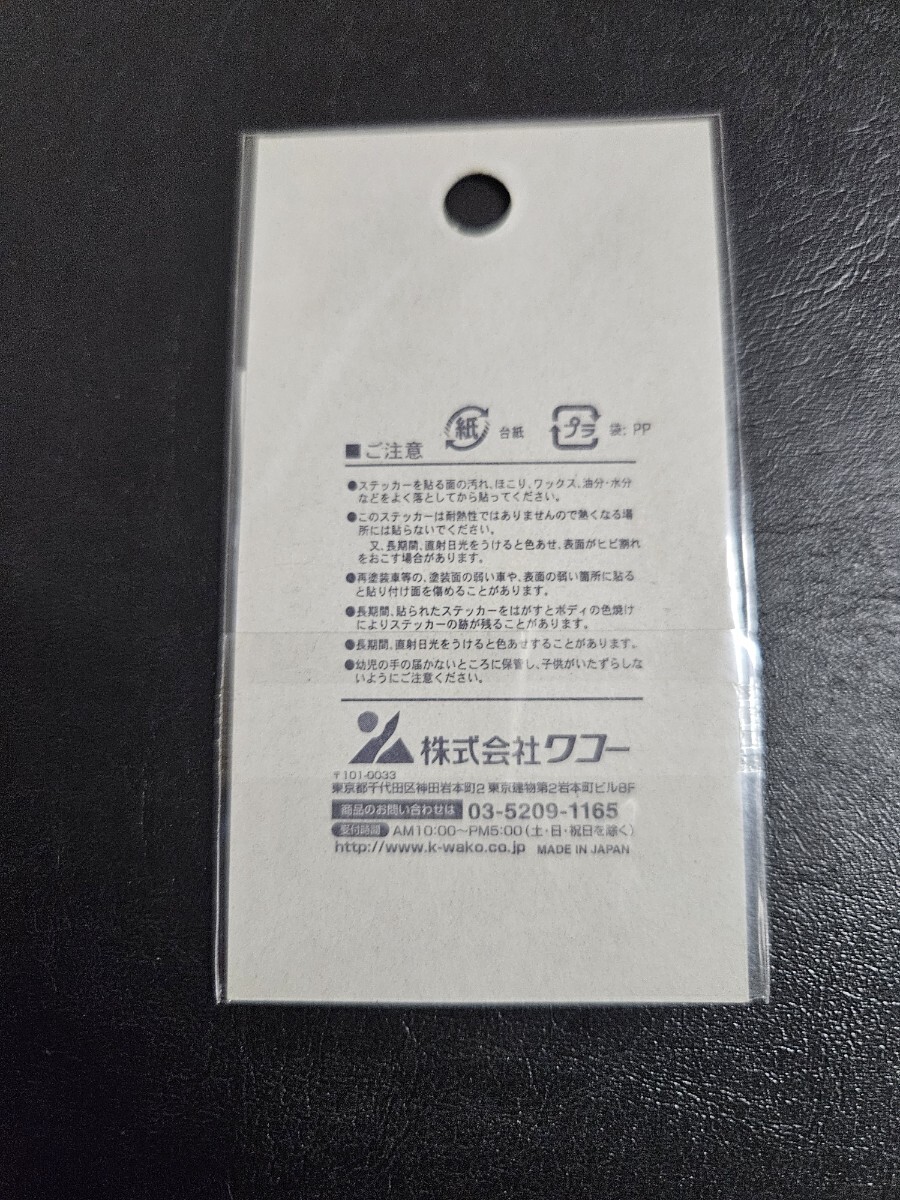 紙 台紙 プラ 袋: PP
■ご注意
●ステッカーを貼る面の汚れ、ほこり、ワックス、油分・水分
などをよく落としてから貼ってください。
●このステッカーは耐熱性ではありませんので熱くなる場
所には貼らないでください。
又、長期間、直射日光をうけると色あせ、表面がヒビ割れ
をおこす場合があります。
●再塗装車等の、塗装面の弱い車や、表面の弱い箇所に貼る
と貼り付け面を傷めることがあります。
●長期間、貼られたステッカーをはがすとボディの色焼け
によりステッカーの跡が残ることがあります。
●長期間、直射日光をうけると色あせすることがあります。
●幼児の手の届かないところに保管し、子供がいたずらしな
いようにご注意ください。
株式会社ワコー
〒101-0033
東京都千代田区神田岩本町2 東京建物第2岩本町ビル8F
商品のお問い合わせは 03-5209-1165
受付時間 AM10:00〜PM5:00(土・日・祝日を除く)
http://www.k-wako.co.jp MADE IN JAPAN